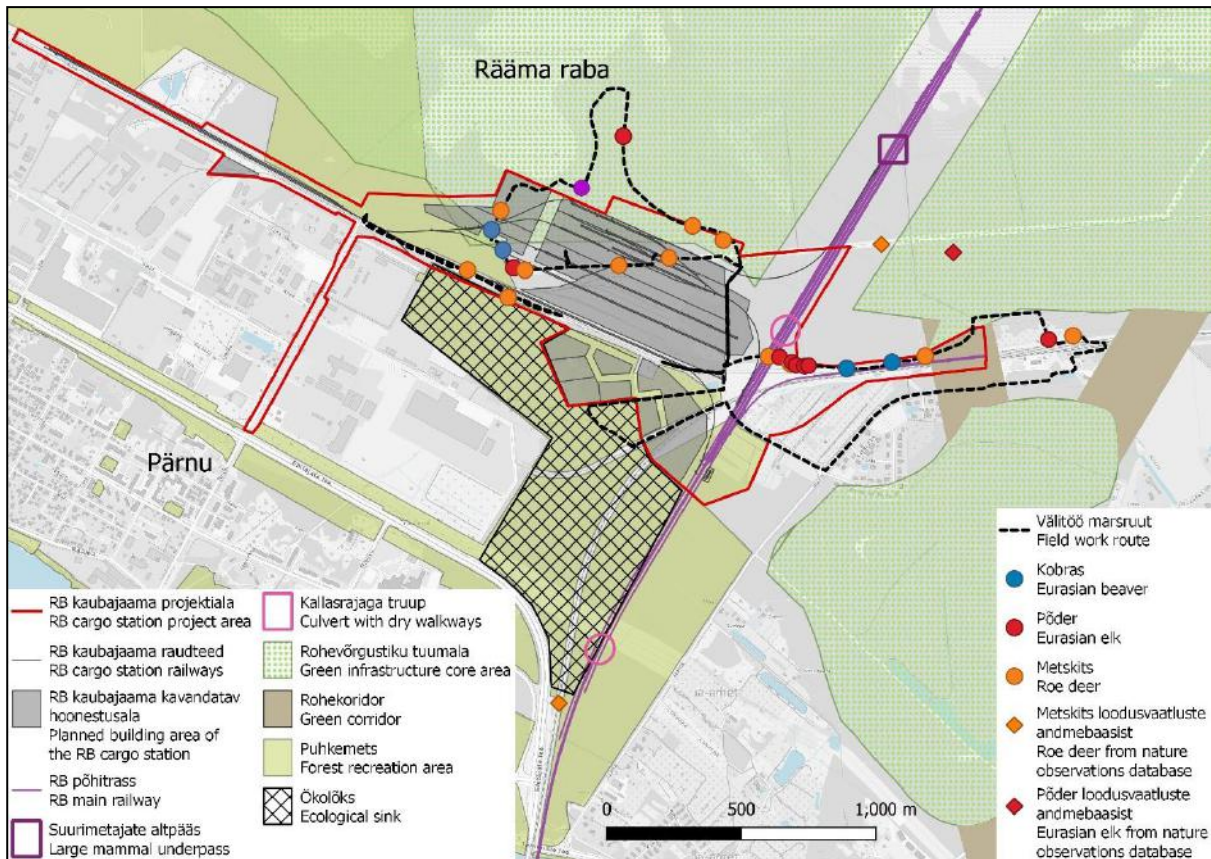 Rääma raba
Pärnu
RB kaubajaama projektiala
RB cargo station project area
RB kaubajaama raudteed
RB cargo station railways
RB kaubajaama kavandatav
hoonestusala
Planned building area of
the RB cargo station
RB põhitrass
RB main railway
Suurimetajate altpääs
Large mammal underpass
Kallasrajaga truup
Culvert with dry walkways
Rohevõrgustiku tuumala
Green infrastructure core area
Rohekoridor
Green corridor
Puhkemets
Forest recreation area
Ökolõks
Ecological sink
0 500 1,000 m
Välitöö marsruut
Field work route
Kobras
Eurasian beaver
Põder
Eurasian elk
Metskits
Roe deer
Metskits loodusvaatluste
andmebaasist
Roe deer from nature
observations database
Põder loodusvaatluste
andmebaasist
Eurasian elk from nature
observations database